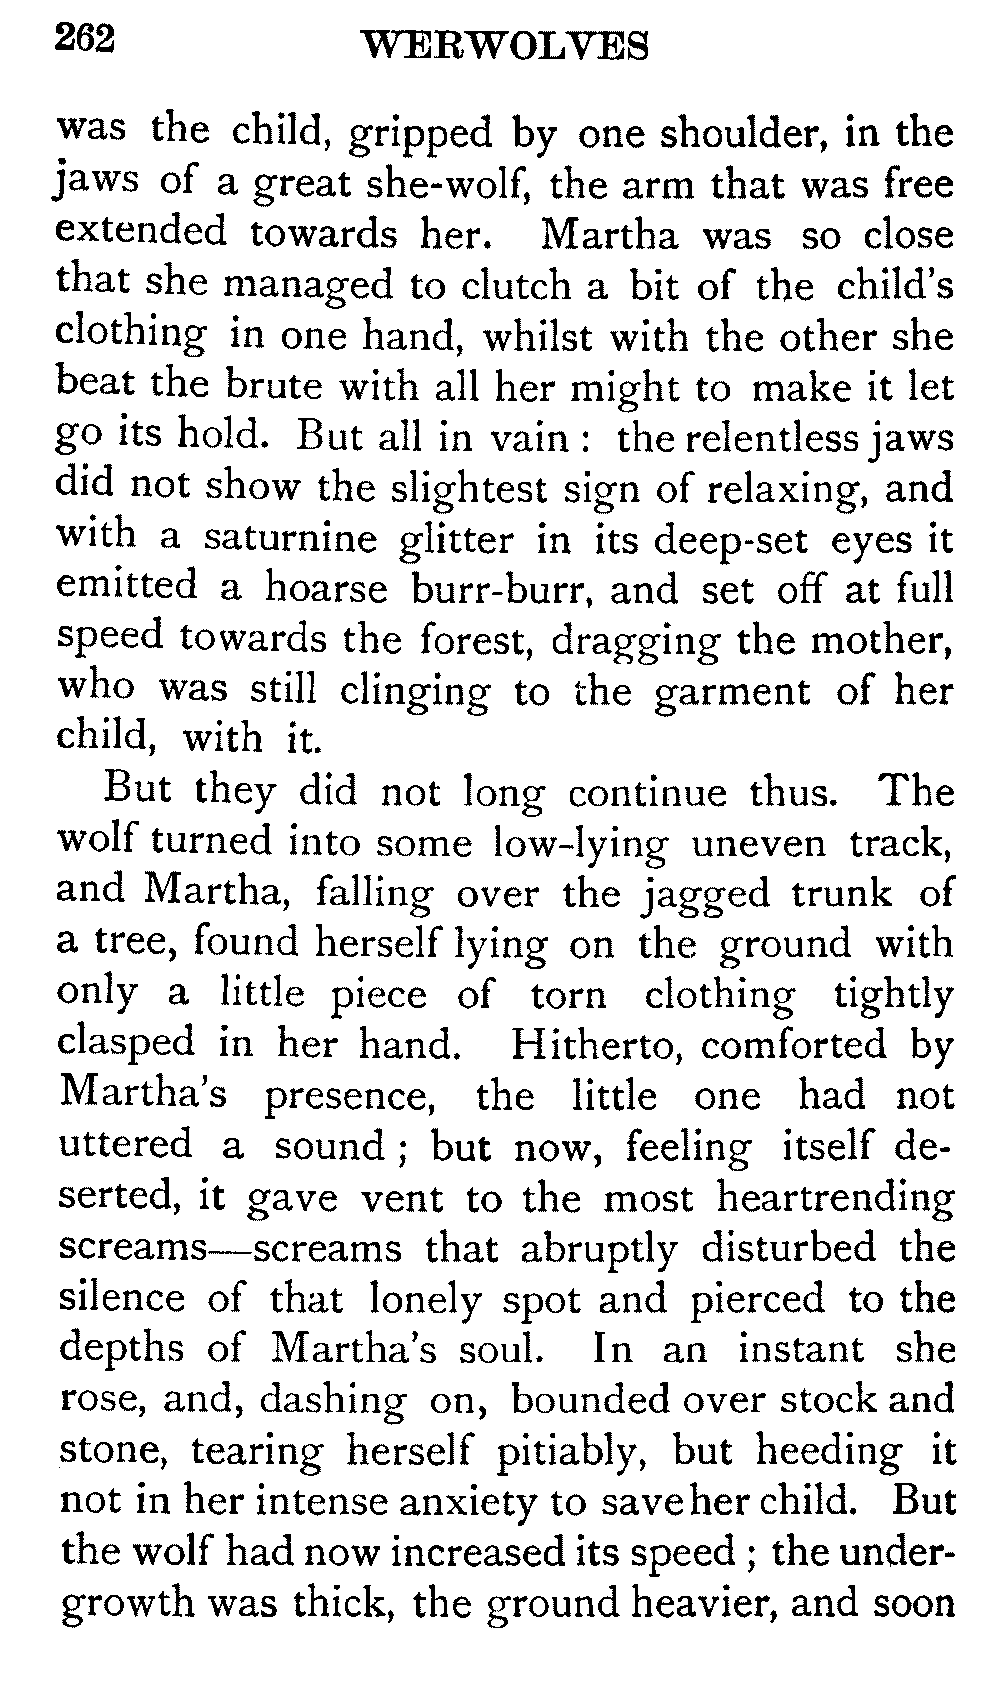 262 WERWOLVES
was the child, gripped by one shoulder, in the
jaws of a great she-wolf, the arm that was free
extended towards her. Martha was so close
that she managed to clutch a bit of the child's
clothing in one hand, whilst with the other she
beat the brute with all her might to make it let
go its hold. But all in vain : the relentless jaws
did not show the slightest sign of relaxing, and
with a saturnine glitter in its deep-set eyes it
emitted a hoarse burr-burr, and set off at full
speed towards the forest, dragging the mother,
who was still clinging to the garment of her
child, with it.
But they did not long continue thus. The
wolf turned into some low-lying uneven track,
and Martha, falling over the jagged trunk of
a tree, found herself lying on the ground with
only a little piece of torn clothing tightly
clasped in her hand. Hitherto, comforted by
Martha's presence, the little one had not
uttered a sound ; but now, feeling itself de-
serted, it gave vent to the most heartrending
screams—screams that abruptly disturbed the
silence of that lonely spot and pierced to the
depths of Martha's soul. In an instant she
rose, and, dashing on, bounded over stock and
stone, tearing herself pitiably, but heeding it
not in her intense anxiety to save her child. But
the wolf had now increased its speed ; the under-
growth was thick, the ground heavier, and soon